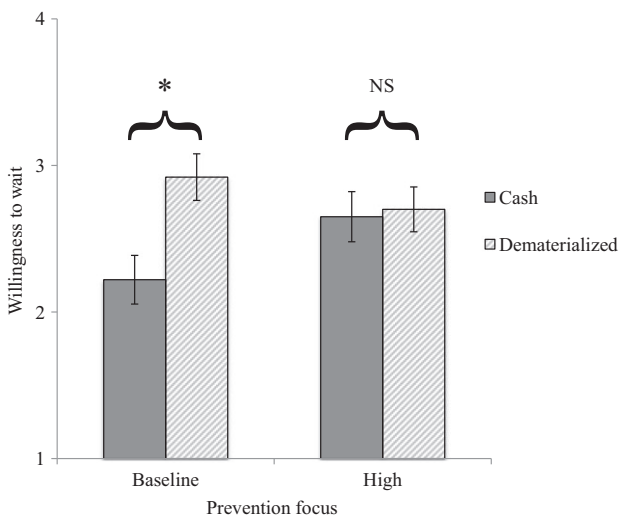 4
*
NS
3
Willingness to wait
Cash
Dematerialized
2
1
Baseline
High
Prevention focus